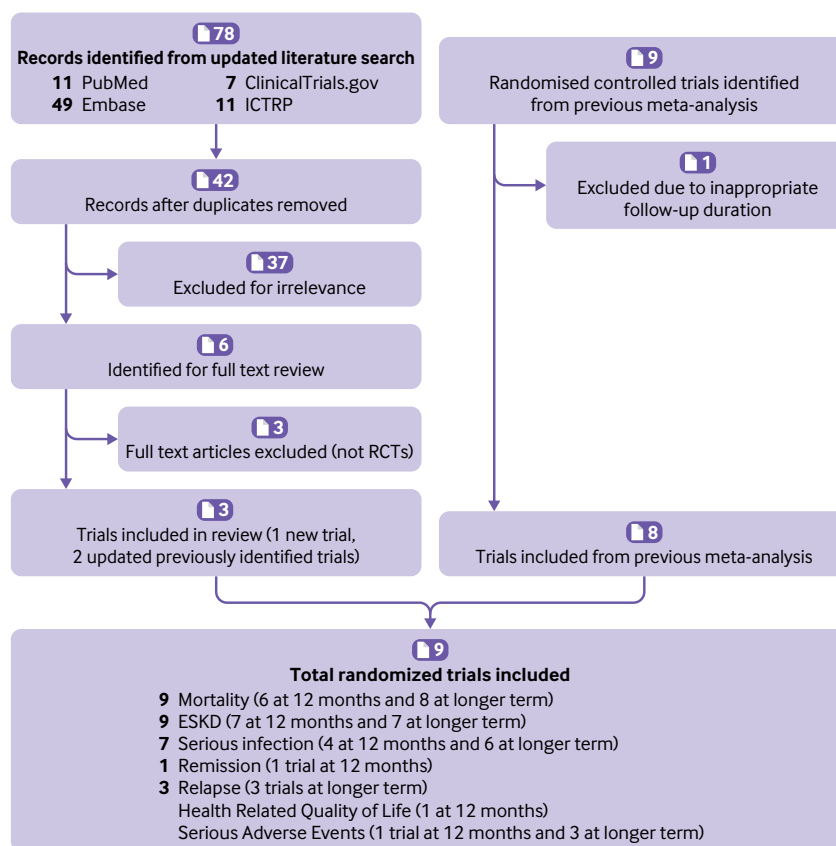 78
Records identified from updated literature search
11 PubMed 7 ClinicalTrials.gov
49 Embase 11 ICTRP
42
Records after duplicates removed
37
Excluded for irrelevance
6
Identified for full text review
3
Full text articles excluded (not RCTs)
3
Trials included in review (1 new trial,
2 updated previously identified trials)
9
Randomised controlled trials identified
from previous meta-analysis
1
Excluded due to inappropriate
follow-up duration
8
Trials included from previous meta-analysis
9
Total randomized trials included
9 Mortality (6 at 12 months and 8 at longer term)
9 ESKD (7 at 12 months and 7 at longer term)
7 Serious infection (4 at 12 months and 6 at longer term)
1 Remission (1 trial at 12 months)
3 Relapse (3 trials at longer term)
Health Related Quality of Life (1 at 12 months)
Serious Adverse Events (1 trial at 12 months and 3 at longer term)